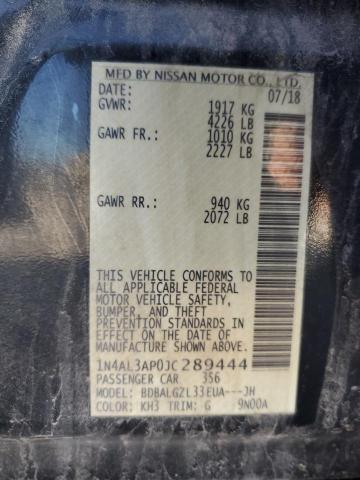 MFD BY NISSAN MOTOR CO., LTD.
DATE: 07/18
GVWR: 1917 KG
4226 LB
GAWR FR.: 1010 KG
2227 LB
GAWR RR.: 940 KG
2072 LB
THIS VEHICLE CONFORMS TO
ALL APPLICABLE FEDERAL
MOTOR VEHICLE SAFETY,
BUMPER, AND THEFT
PREVENTION STANDARDS IN
EFFECT ON THE DATE OF
MANUFACTURE SHOWN ABOVE.
1N4AL3AP0JC289444
PASSENGER CAR 356
MODEL: BDBALGZL33EUA---JH
COLOR: KH3 TRIM: G 9N00A